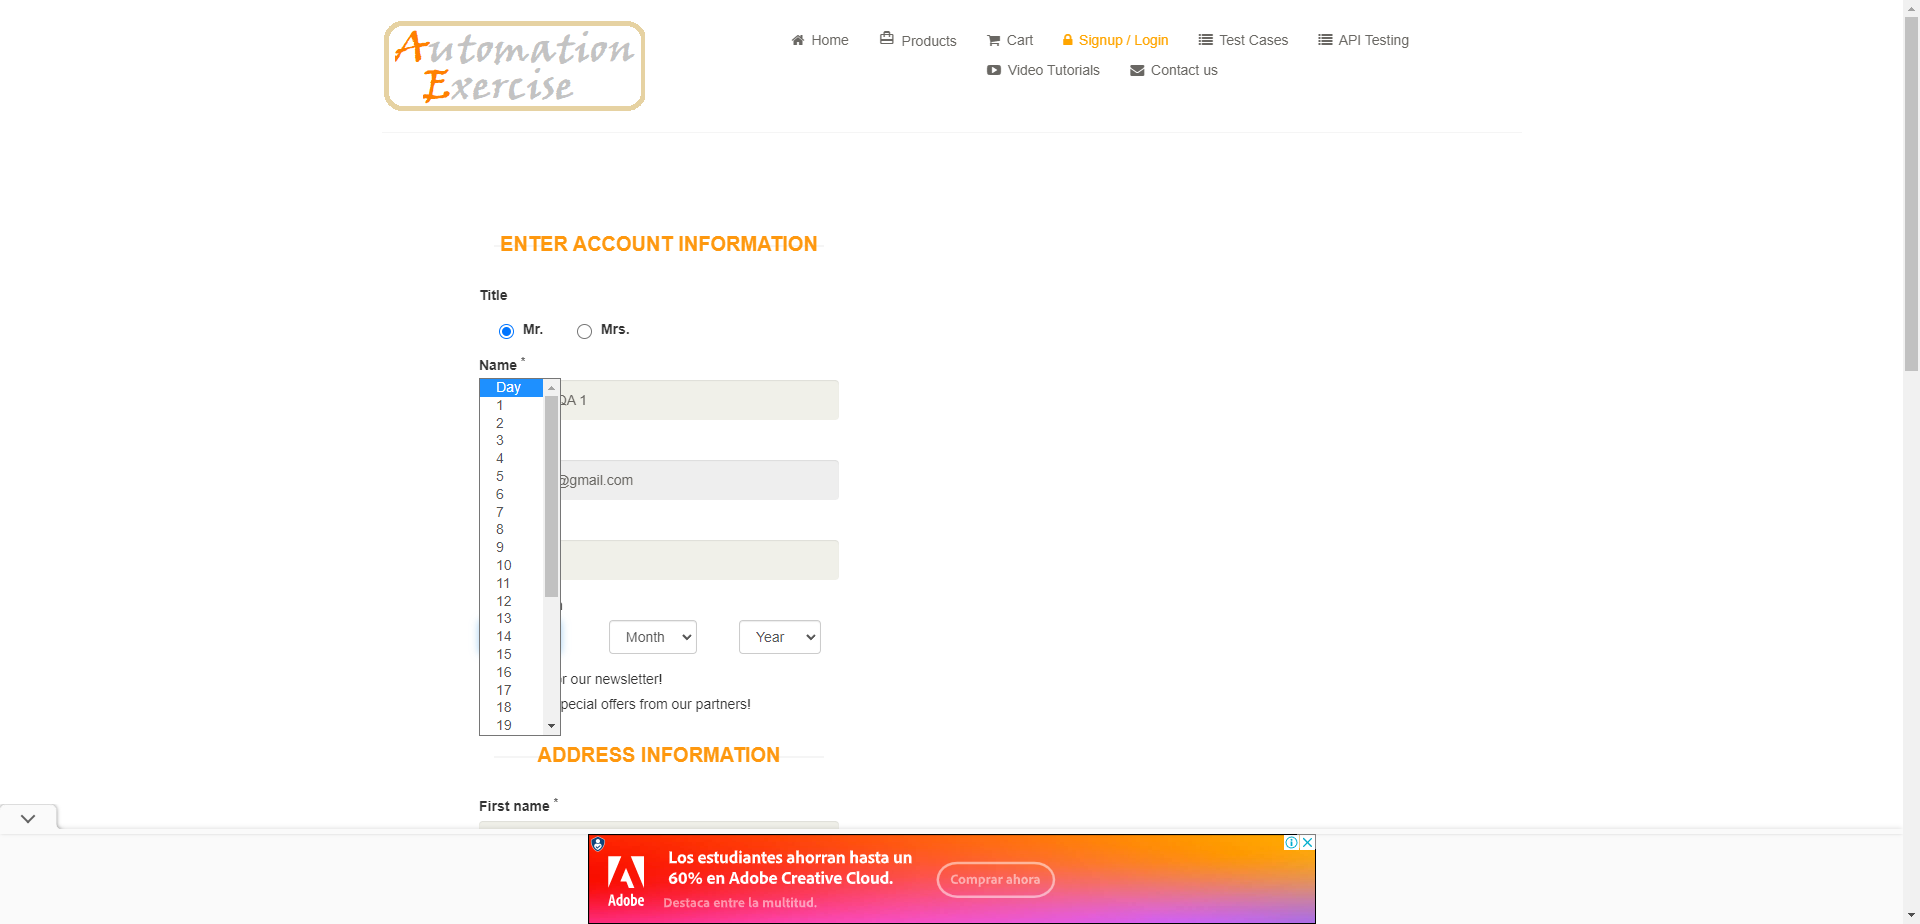 Automation
Exercise
Home
Products
Cart
Signup / Login
Test Cases
API Testing
Video Tutorials
Contact us
ENTER ACCOUNT INFORMATION
Title
Mr.
Mrs.
Name *
Day
1
QA 1
2
3
4
5
@gmail.com
6
7
8
9
10
11
12
13
14
Month
Year
15
16
our newsletter!
17
18
offers from our partners!
19
ADDRESS INFORMATION
First name *
Adobe
Los estudiantes ahorran hasta un
60% en Adobe Creative Cloud.
Destaca entre la multitud.
Comprar ahora